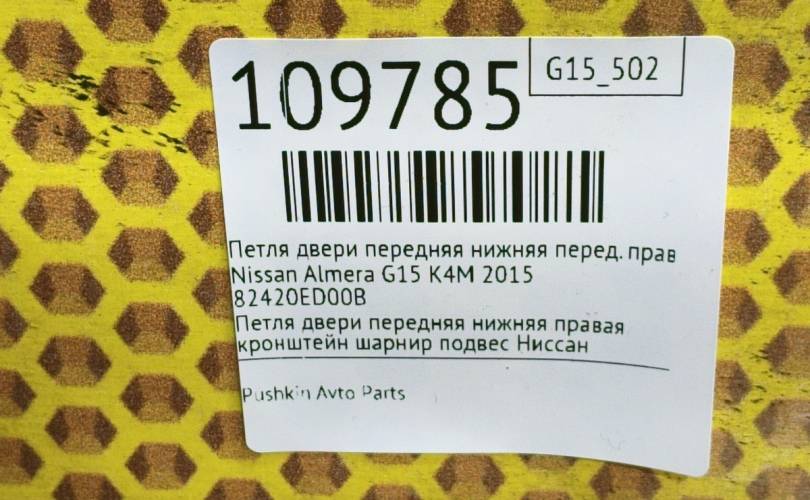 109785
G15_502
Петля двери передняя нижняя перед. прав
Nissan Almera G15 K4M 2015
82420ED00B
Петля двери передняя нижняя правая
кронштейн шарнир подвес Ниссан
Pushkin Avto Parts